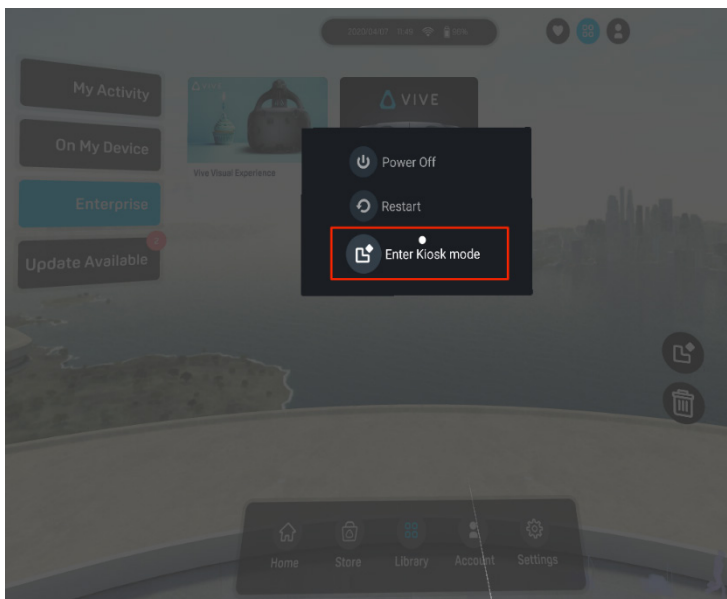 My Activity
On My Device
Enterprise
Update Available
VIVE
Vive Visual Experience
Power Off
Restart
Enter Kiosk mode
Home
Store
Library
Account
Settings